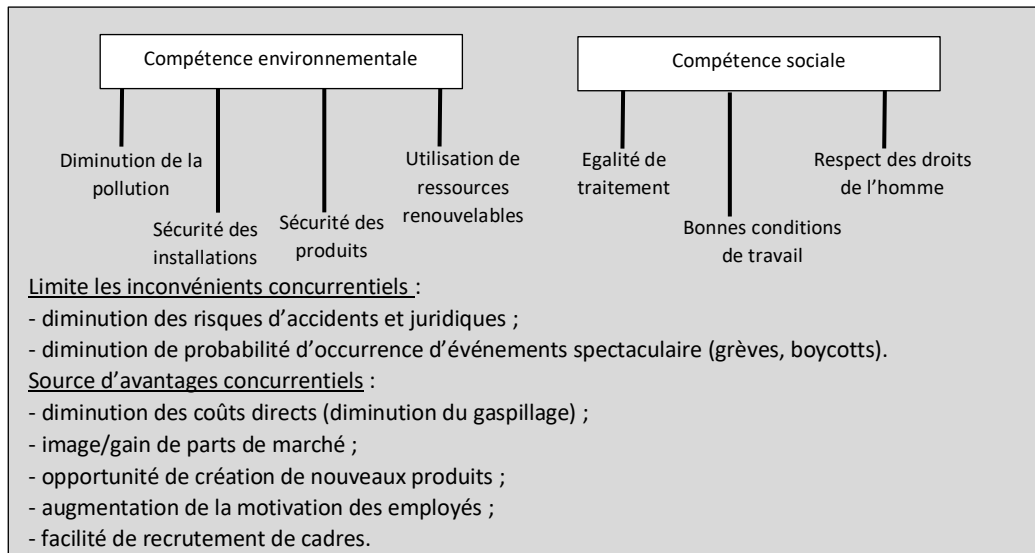 Compétence environnementale
Compétence sociale
Diminution de la
pollution
Sécurité des
installations
Sécurité des
produits
Utilisation de
ressources
renouvelables
Egalité de
traitement
Bonnes conditions
de travail
Respect des droits
de l’homme
Limite les inconvénients concurrentiels :
- diminution des risques d’accidents et juridiques ;
- diminution de probabilité d’occurrence d’événements spectaculaire (grèves, boycotts).
Source d’avantages concurrentiels :
- diminution des coûts directs (diminution du gaspillage) ;
- image/gain de parts de marché ;
- opportunité de création de nouveaux produits ;
- augmentation de la motivation des employés ;
- facilité de recrutement de cadres.